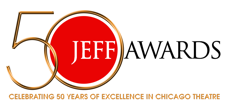 50 JEFF AWARDS
CELEBRATING 50 YEARS OF EXCELLENCE IN CHICAGO THEATRE